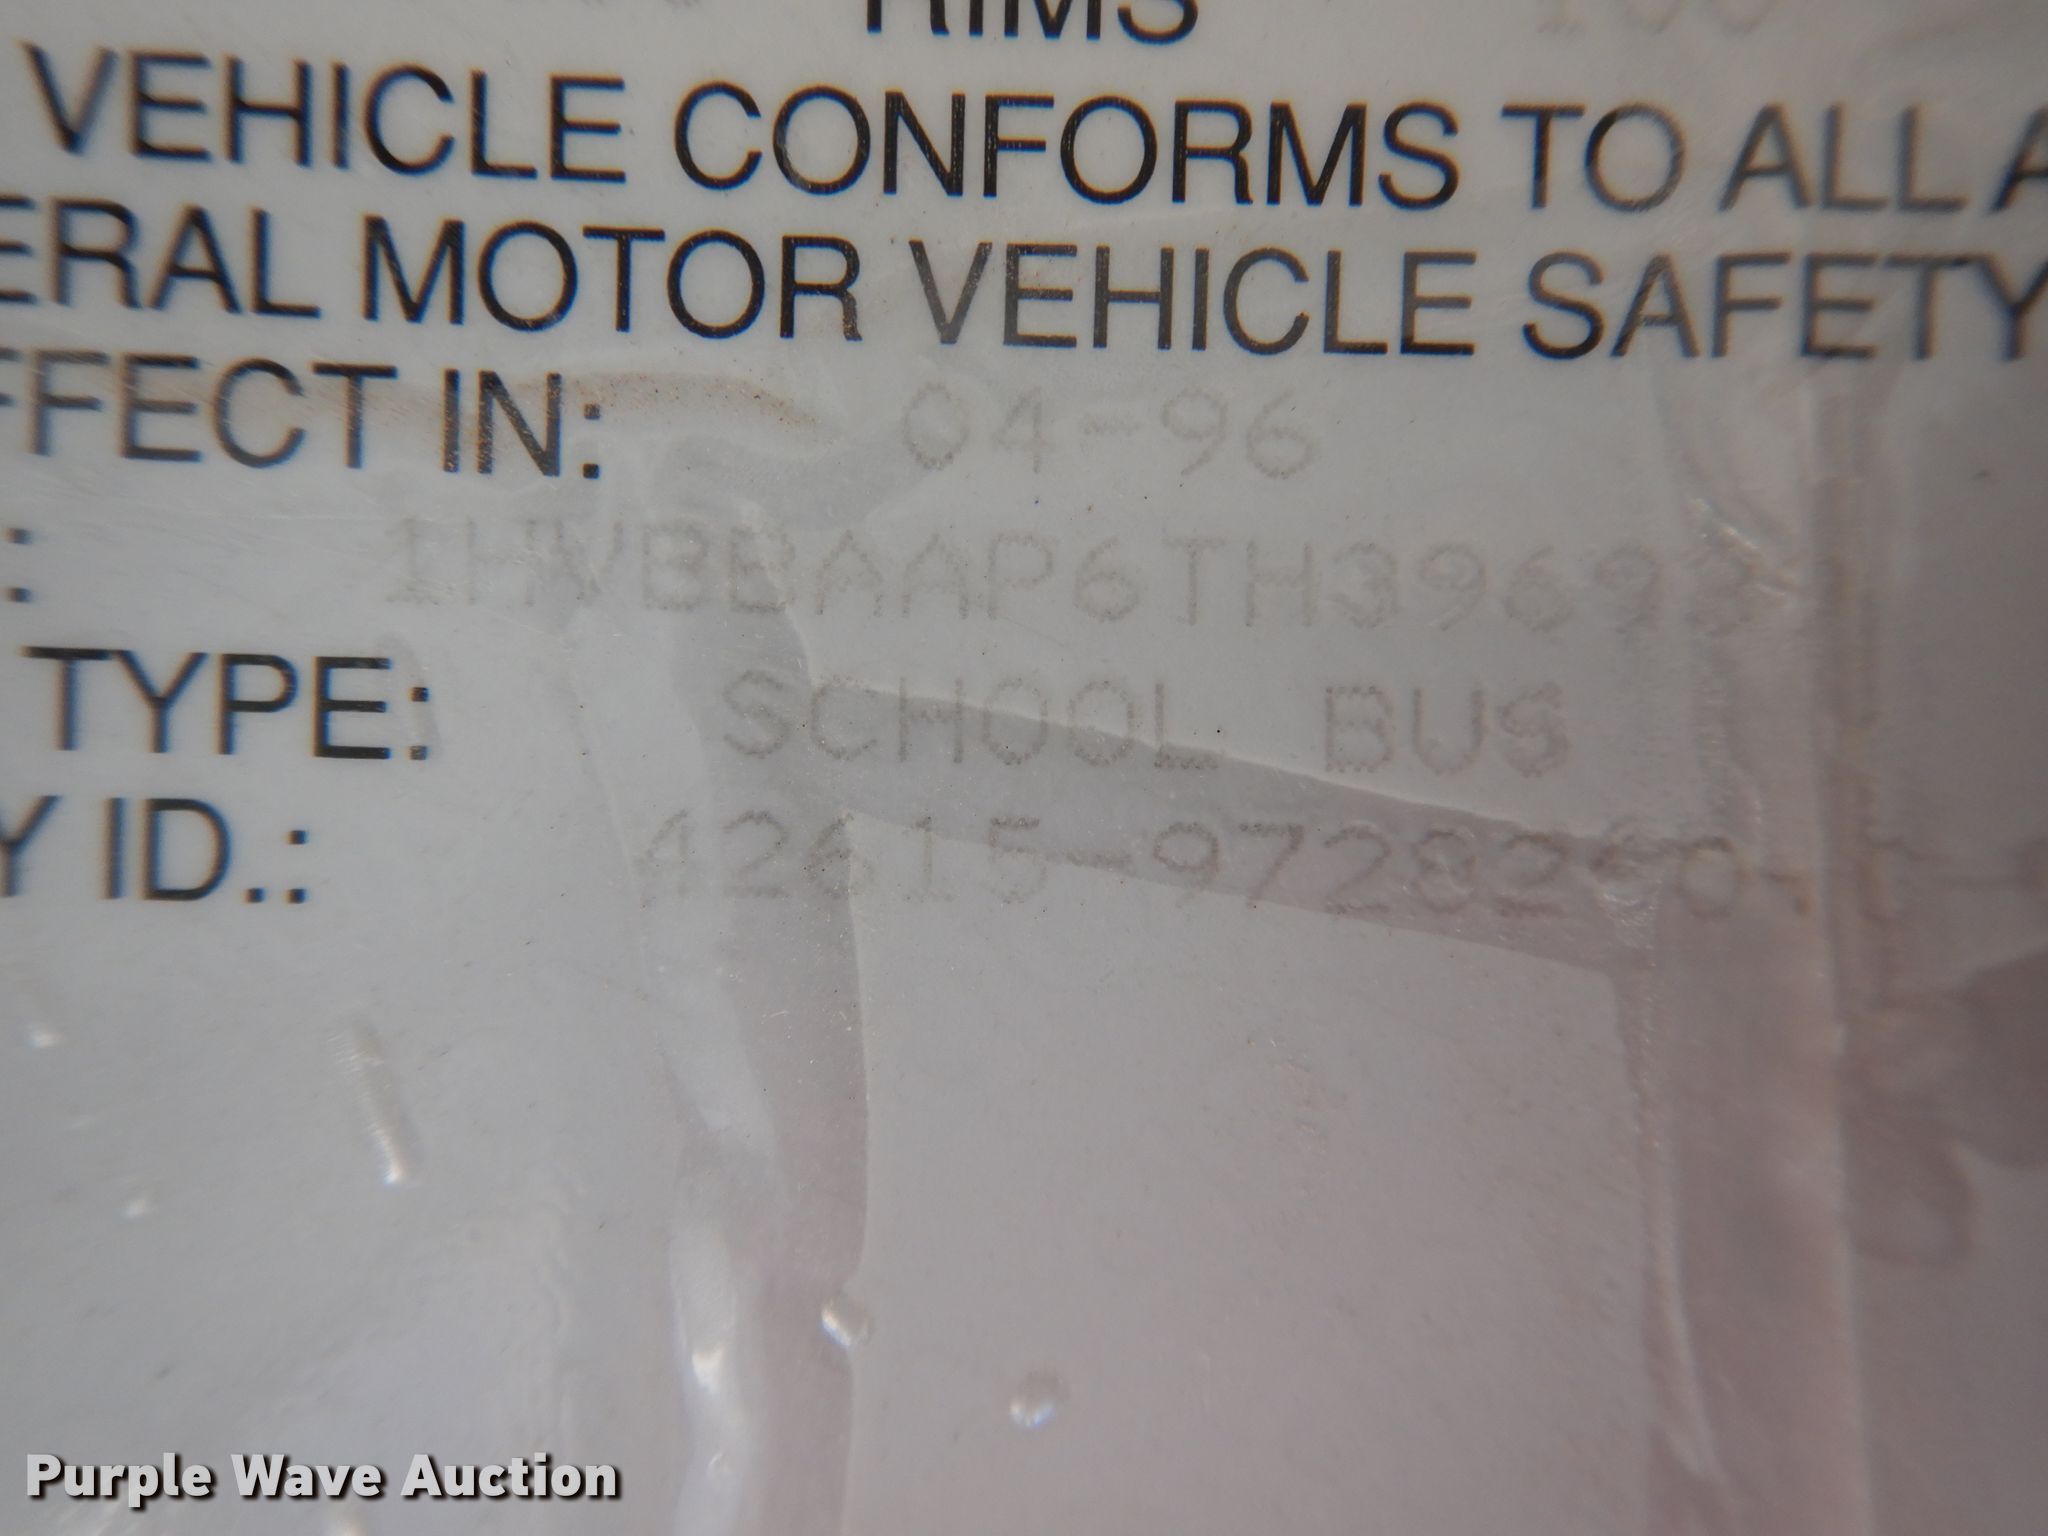 RIMS
VEHICLE CONFORMS TO ALL A
ERAL MOTOR VEHICLE SAFETY
FFECT IN: 04-96
: 1HVBBAAP6TH396983
TYPE: SCHOOL BUS
Y ID.:
Purple Wave Auction